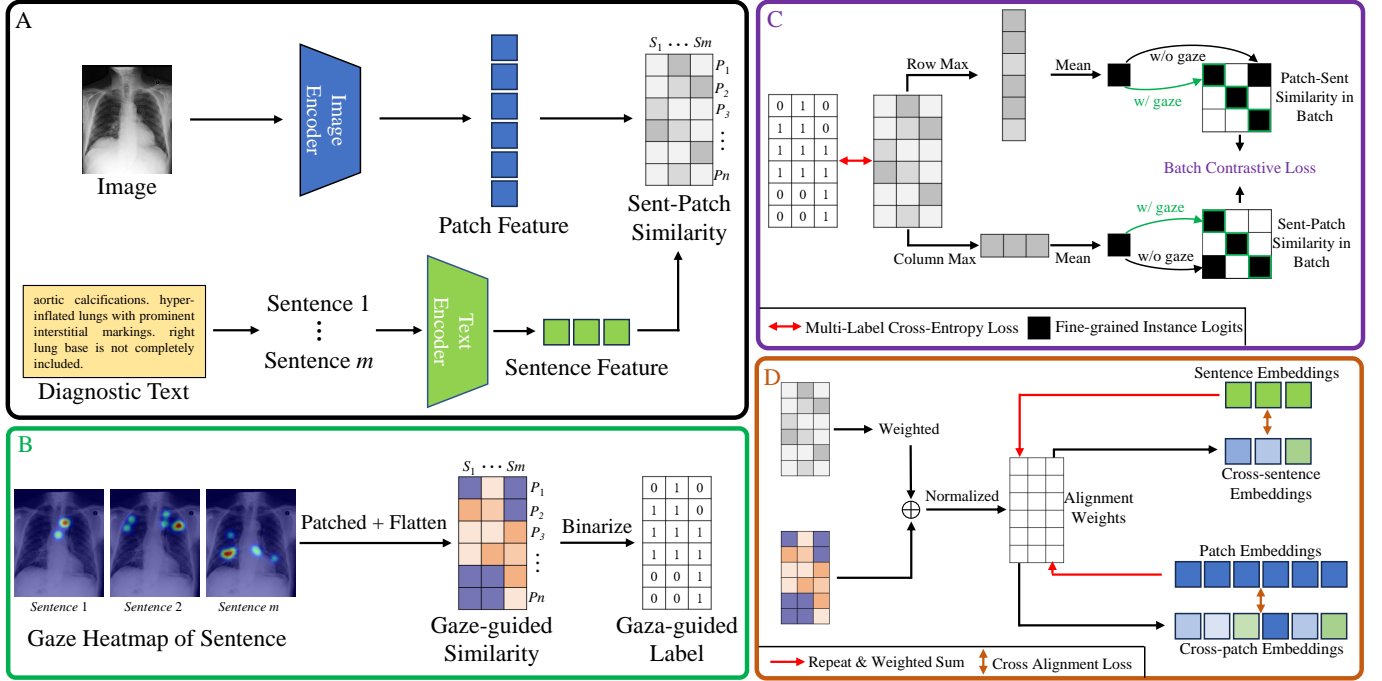 A
Image
Image
Encoder
Patch Feature
S1 ··· Sm
P1
P2
P3
⋮
Pn
Sent-Patch
Similarity
aortic calcifications. hyper-
inflated lungs with prominent
interstitial markings. right
lung base is not completely
included.
Diagnostic Text
Sentence 1
⋮
Sentence m
Text
Encoder
Sentence Feature
B
Sentence 1
Sentence 2
Sentence m
Gaze Heatmap of Sentence
Patched + Flatten
S1 ··· Sm
P1
P2
P3
⋮
Pn
Gaze-guided
Similarity
Binarize
0 1 0
1 1 0
1 1 1
1 1 1
0 0 1
0 0 1
Gaza-guided
Label
C
0 1 0
1 1 0
1 1 1
1 1 1
0 0 1
0 0 1
Row Max
Mean
w/o gaze
w/ gaze
Patch-Sent
Similarity in
Batch
Batch Contrastive Loss
Column Max
Mean
w/ gaze
w/o gaze
Sent-Patch
Similarity in
Batch
Multi-Label Cross-Entropy Loss
Fine-grained Instance Logits
D
Weighted
Normalized
Alignment
Weights
Sentence Embeddings
Cross-sentence
Embeddings
Patch Embeddings
Cross-patch Embeddings
Repeat & Weighted Sum
Cross Alignment Loss